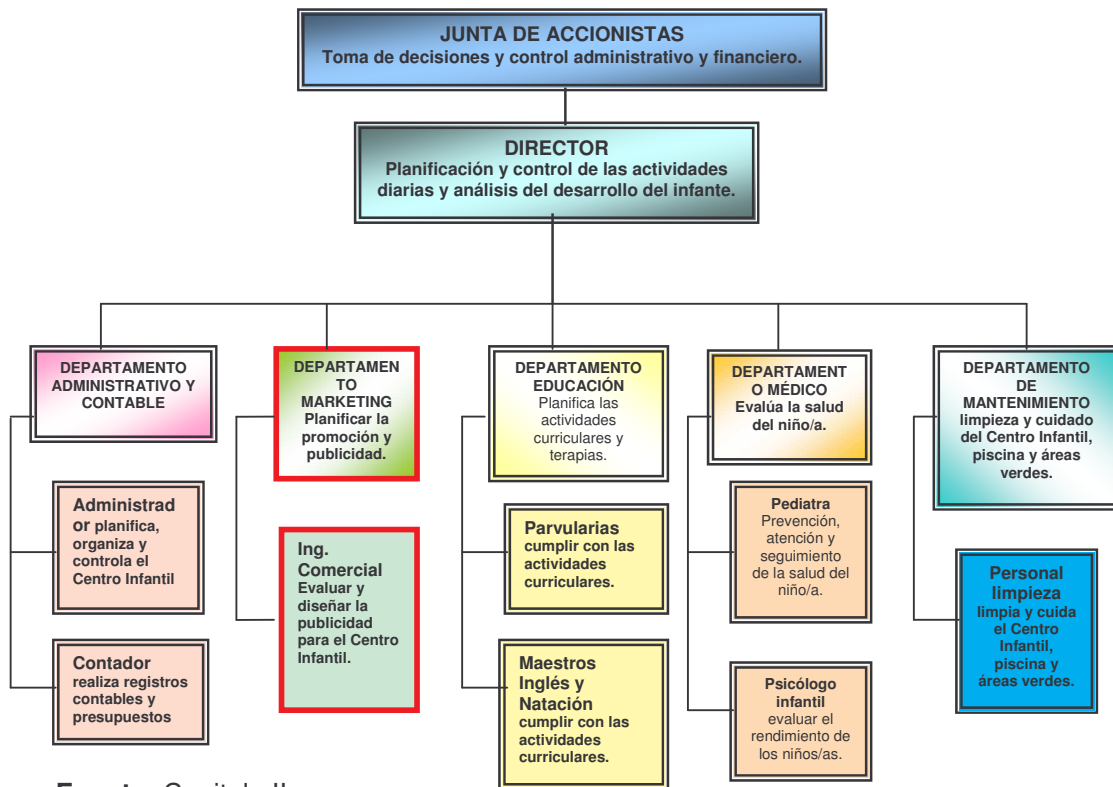 JUNTA DE ACCIONISTAS
Toma de decisiones y control administrativo y financiero.
DIRECTOR
Planificación y control de las actividades
diarias y análisis del desarrollo del infante.
DEPARTAMENTO
ADMINISTRATIVO Y
CONTABLE
Administrad
or planifica,
organiza y
controla el
Centro Infantil
Contador
realiza registros
contables y
presupuestos
DEPARTAMEN
TO
MARKETING
Planificar la
promoción y
publicidad.
Ing.
Comercial
Evaluar y
diseñar la
publicidad
para el Centro
Infantil.
DEPARTAMENTO
EDUCACIÓN
Planifica las
actividades
curriculares y
terapias.
Parvularias
cumplir con las
actividades
curriculares.
Maestros
Inglés y
Natación
cumplir con las
actividades
curriculares.
DEPARTAMENT
O MÉDICO
Evalúa la salud
del niño/a.
Pediatra
Prevención,
atención y
seguimiento
de la salud del
niño/a.
Psicólogo
infantil
evaluar el
rendimiento de
los niños/as.
DEPARTAMENTO
DE
MANTENIMIENTO
limpieza y cuidado
del Centro Infantil,
piscina y áreas
verdes.
Personal
limpieza
limpia y cuida
el Centro
Infantil,
piscina y
áreas verdes.